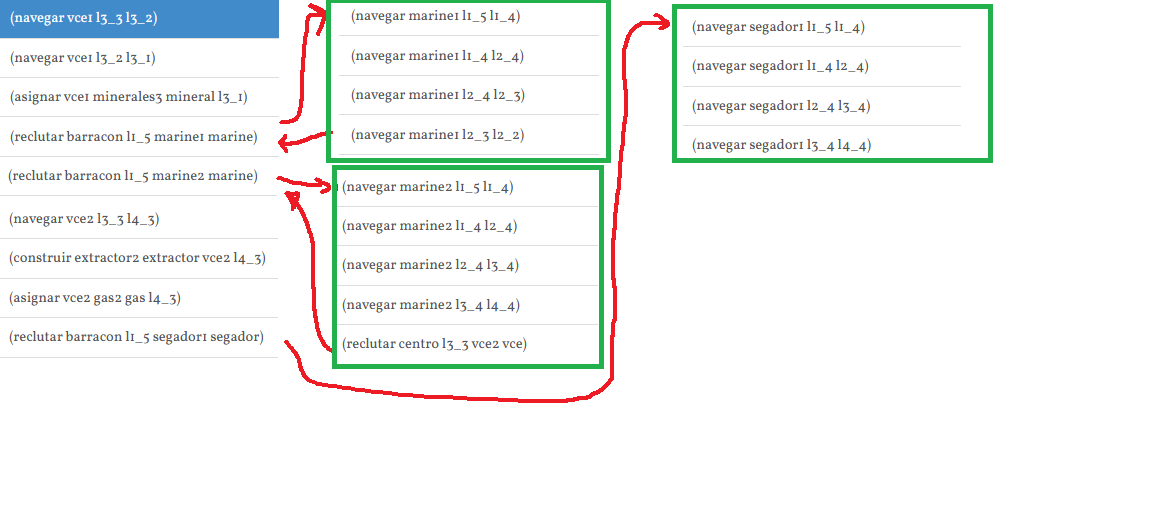 (navegar vce1 l3_3 l3_2)
(navegar vce1 l3_2 l3_1)
(asignar vce1 minerales3 mineral l3_1)
(reclutar barracon l1_5 marine1 marine)
(navegar marine1 l1_5 l1_4)
(navegar marine1 l1_4 l2_4)
(navegar marine1 l2_4 l2_3)
(navegar marine1 l2_3 l2_2)
(reclutar barracon l1_5 marine2 marine)
(navegar marine2 l1_5 l1_4)
(navegar marine2 l1_4 l2_4)
(navegar marine2 l2_4 l3_4)
(navegar marine2 l3_4 l4_4)
(reclutar centro l3_3 vce2 vce)
(navegar vce2 l3_3 l4_3)
(construir extractor2 extractor vce2 l4_3)
(asignar vce2 gas2 gas l4_3)
(reclutar barracon l1_5 segador1 segador)
(navegar segador1 l1_5 l1_4)
(navegar segador1 l1_4 l2_4)
(navegar segador1 l2_4 l3_4)
(navegar segador1 l3_4 l4_4)